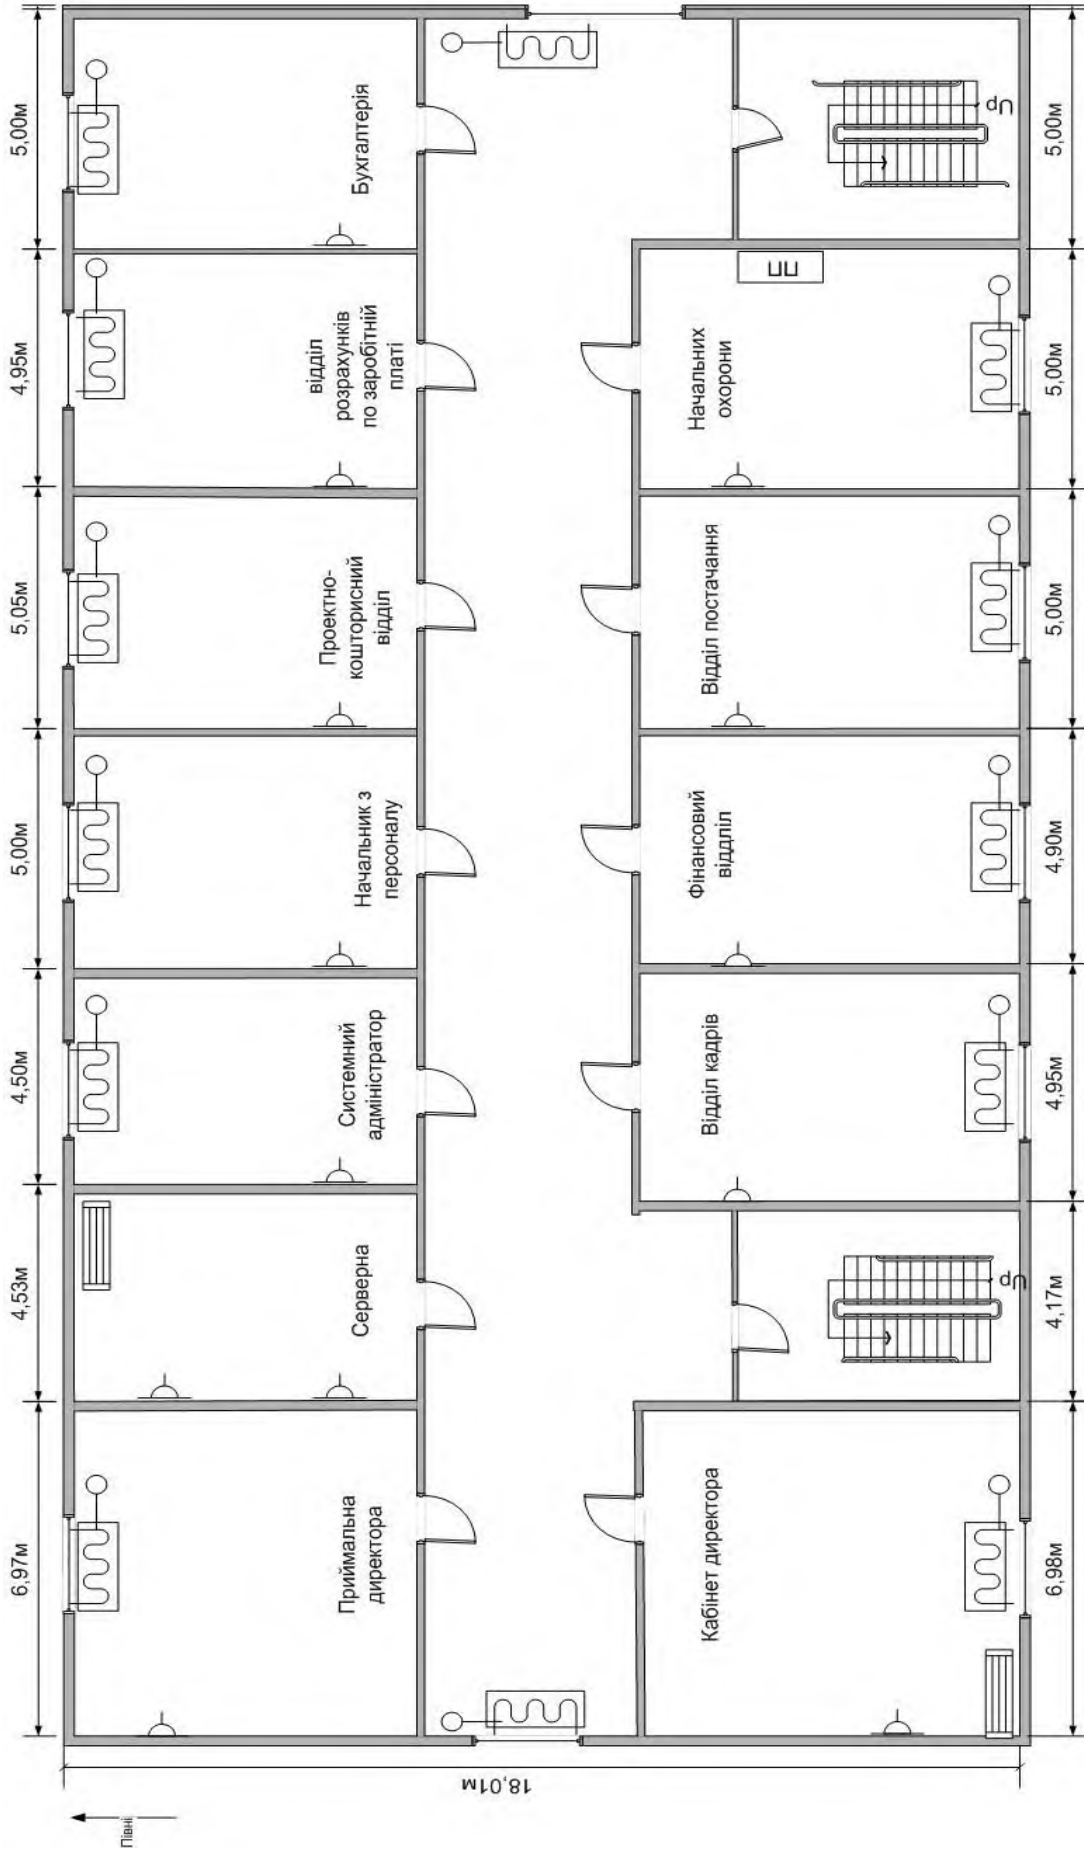 Півні
6,97м
4,53м
4,50м
5,00м
5,05м
4,95м
5,00м
Приймальна
директора
Серверна
Системний
адміністратор
Начальник з
персоналу
Проектно-
кошторисний
відділ
відділ
розрахунків
по заробітній
платі
Бухгалтерія
18,01м
Кабінет директора
Відділ кадрів
Фінансовий
відділ
Відділ постачання
Начальних
охорони
ПП
Up
Up
6,98м
4,17м
4,95м
4,90м
5,00м
5,00м
5,00м